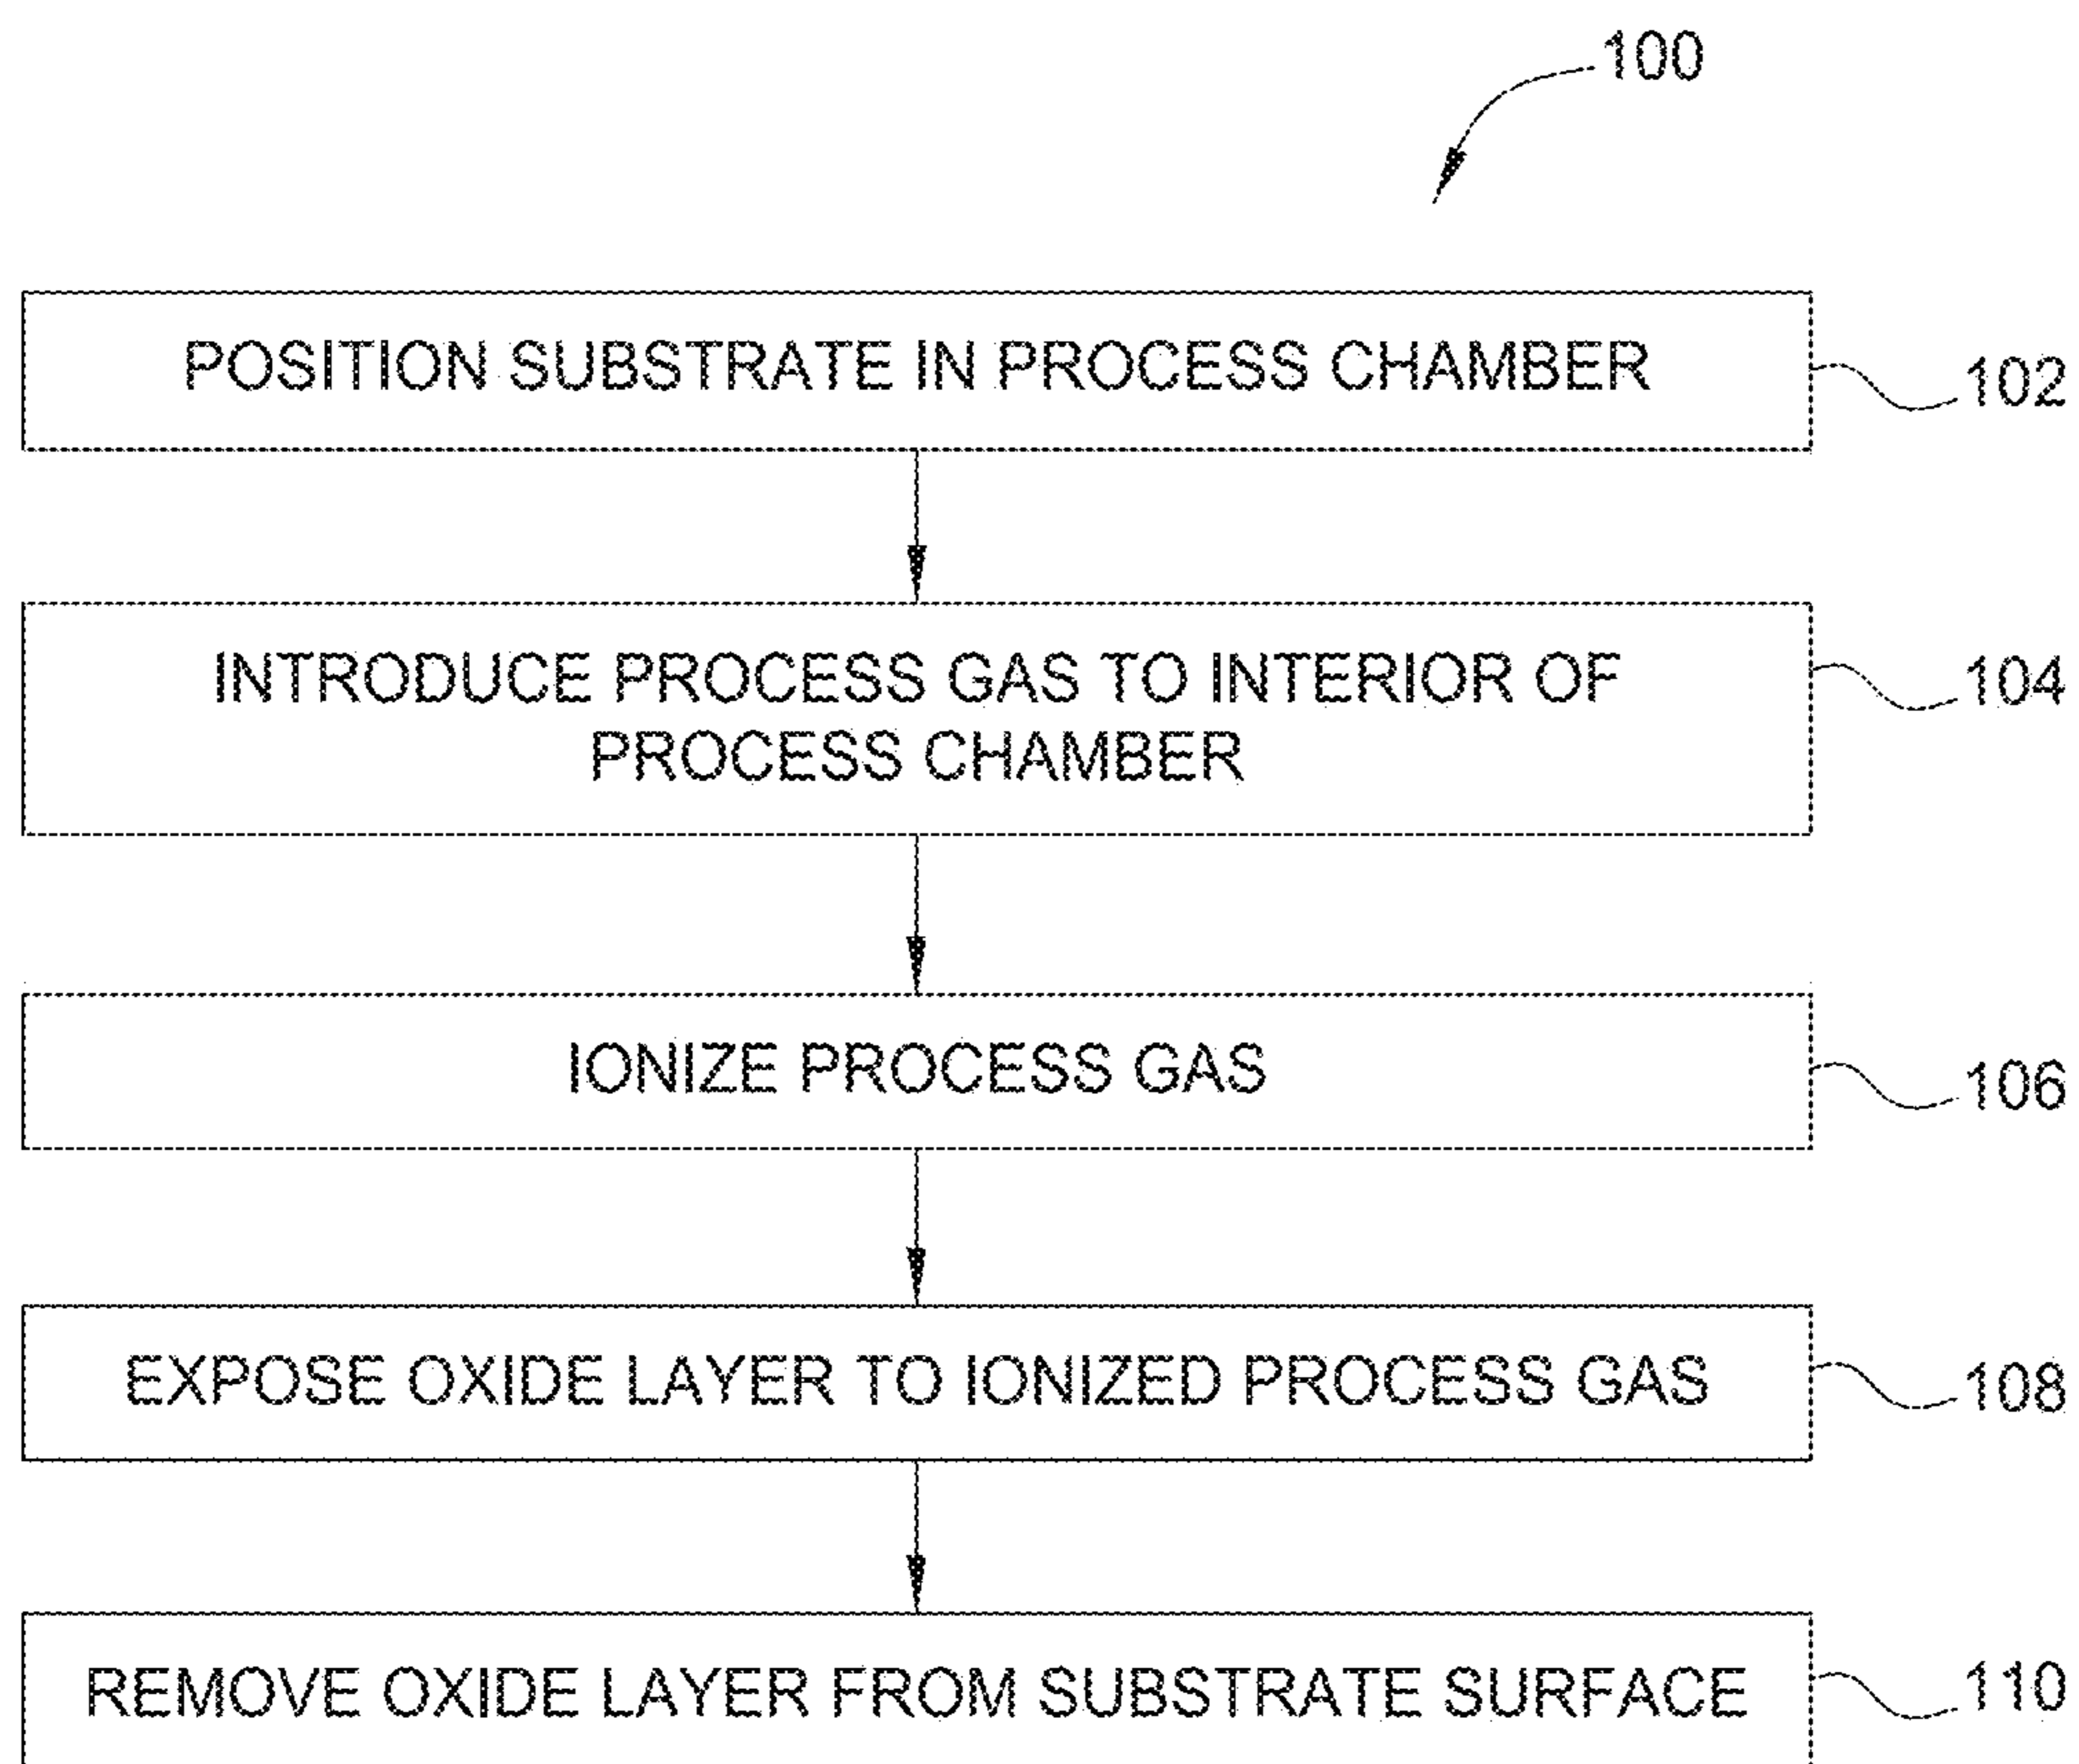 100
POSITION SUBSTRATE IN PROCESS CHAMBER
102
INTRODUCE PROCESS GAS TO INTERIOR OF
PROCESS CHAMBER
104
IONIZE PROCESS GAS
106
EXPOSE OXIDE LAYER TO IONIZED PROCESS GAS
108
REMOVE OXIDE LAYER FROM SUBSTRATE SURFACE
110